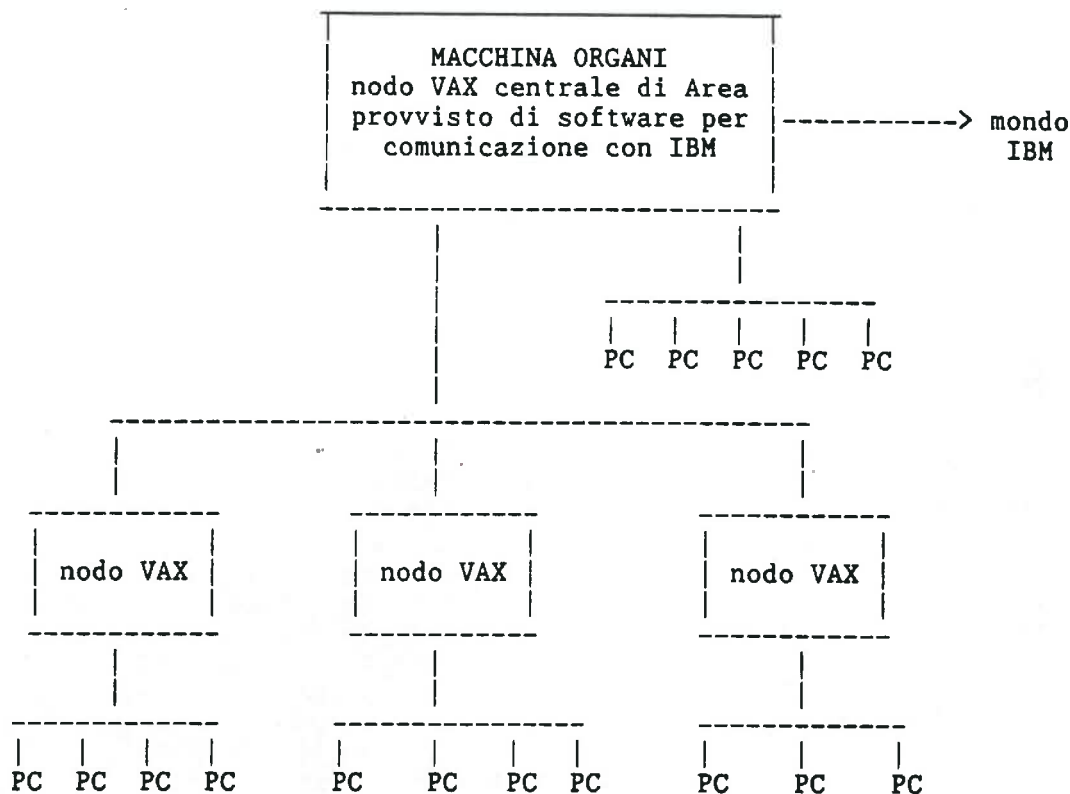 MACCHINA ORGANI
nodo VAX centrale di Area
provvisto di software per
comunicazione con IBM
mondo
IBM
PC PC PC PC PC
nodo VAX nodo VAX nodo VAX
PC PC PC PC PC PC PC PC PC PC PC